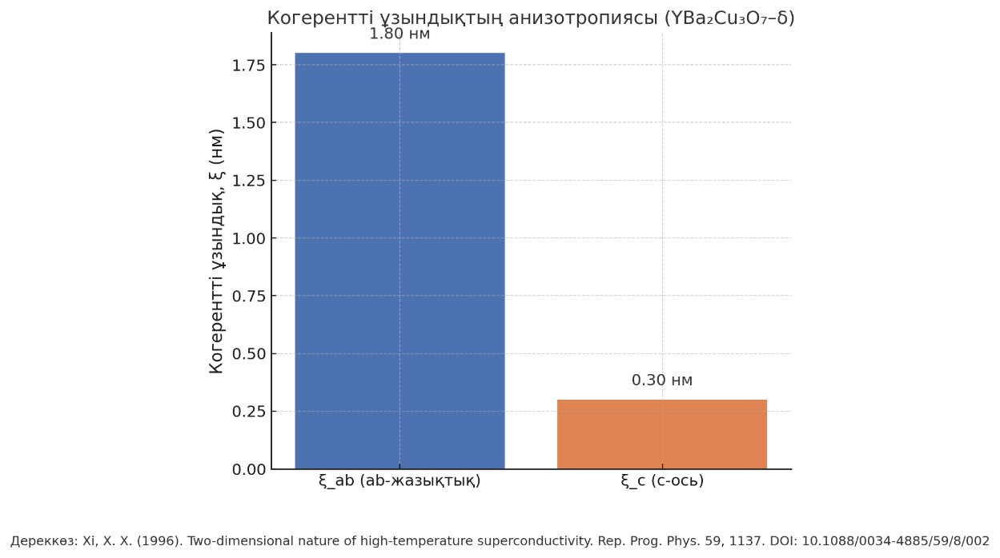 Когерентті ұзындықтың анизотропиясы (YBa₂Cu₃O₇–δ)
1.80 нм
1.75
1.50
1.25
1.00
0.75
0.50
0.25
0.00
Когерентті ұзындық, ξ (нм)
0.30 нм
ξ_ab (ab-жазықтық)
ξ_c (c-ось)
Дереккөз: Xi, X. X. (1996). Two-dimensional nature of high-temperature superconductivity. Rep. Prog. Phys. 59, 1137. DOI: 10.1088/0034-4885/59/8/002